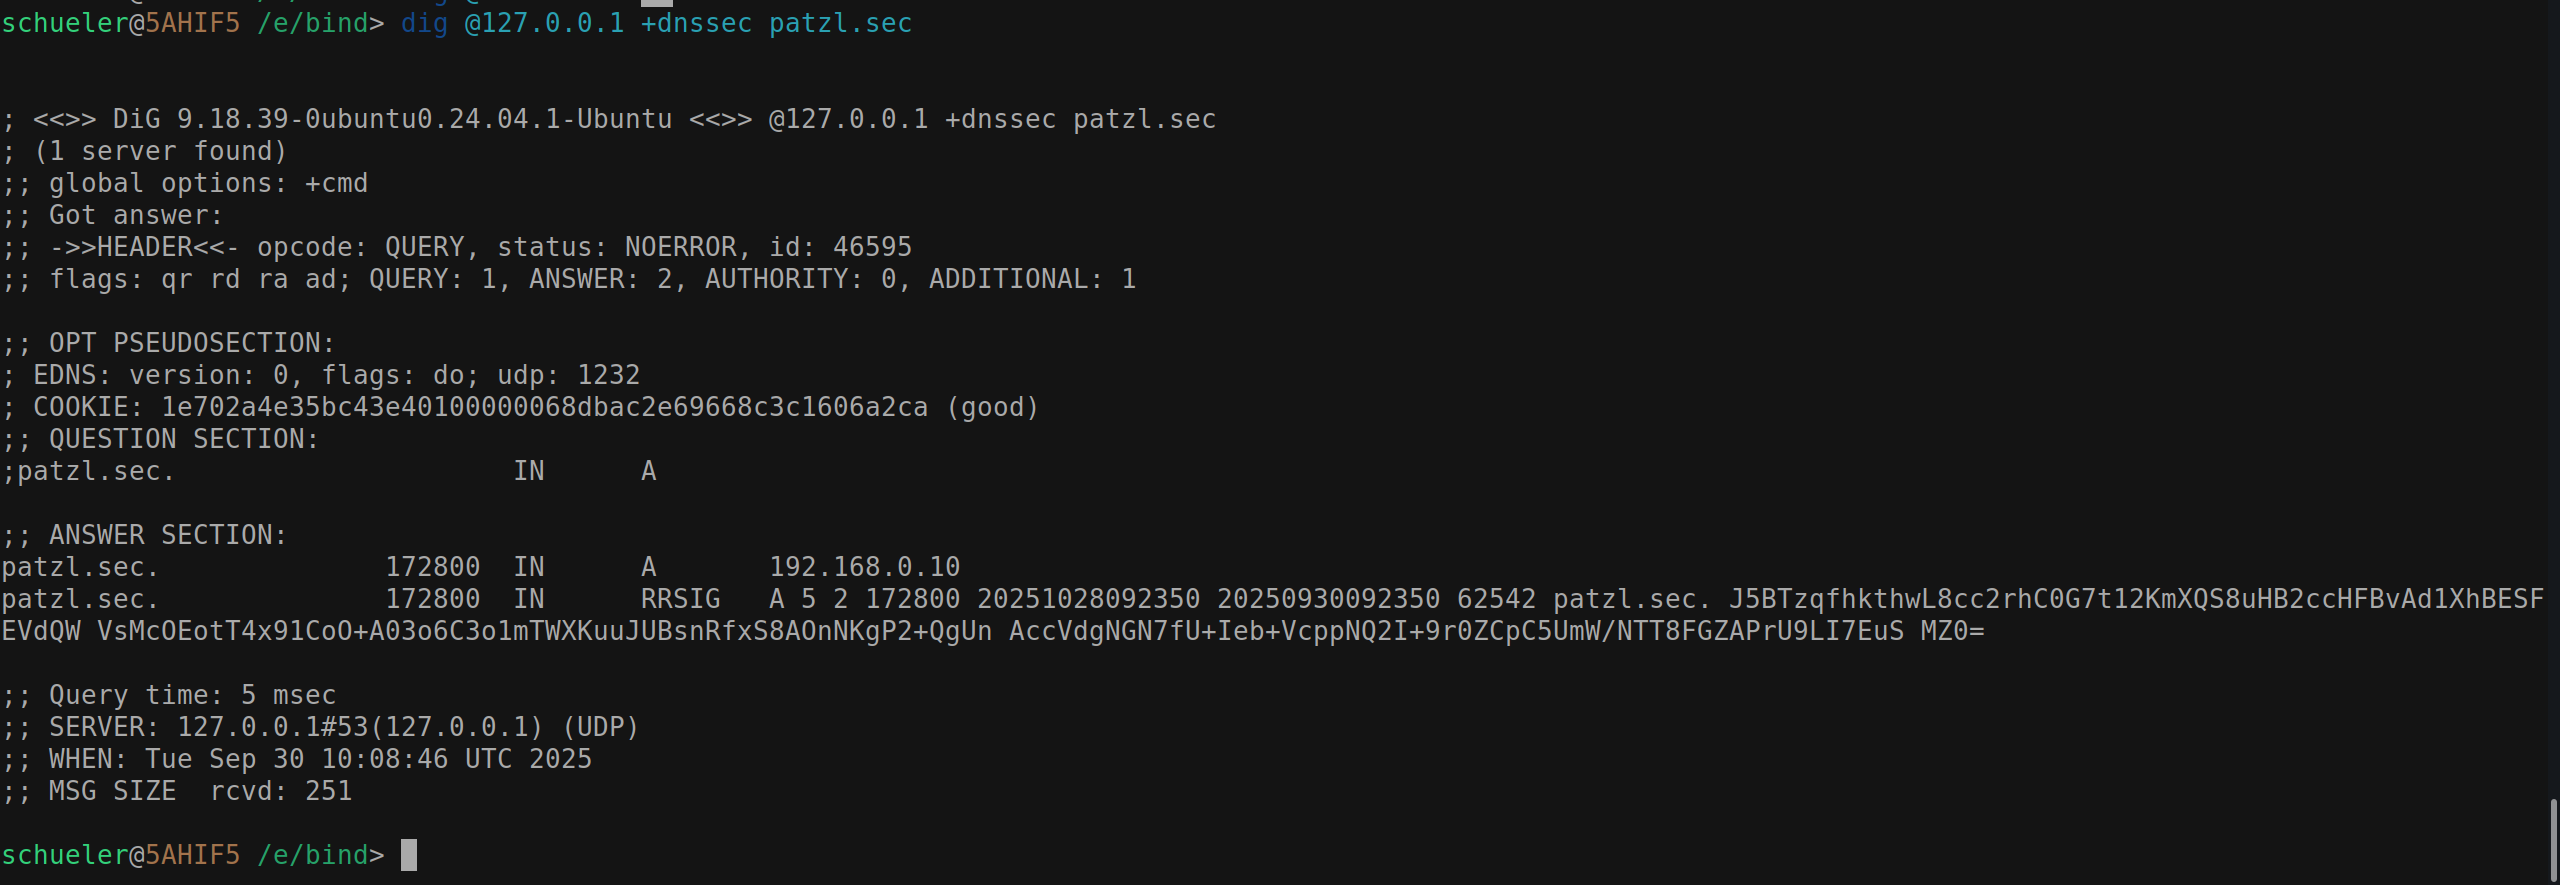 schueler@5AHIF5 /e/bind> dig @127.0.0.1 +dnssec patzl.sec
; <<>> DiG 9.18.39-0ubuntu0.24.04.1-Ubuntu <<>> @127.0.0.1 +dnssec patzl.sec
; (1 server found)
;; global options: +cmd
;; Got answer:
;; ->>HEADER<<- opcode: QUERY, status: NOERROR, id: 46595
;; flags: qr rd ra ad; QUERY: 1, ANSWER: 2, AUTHORITY: 0, ADDITIONAL: 1
;; OPT PSEUDOSECTION:
; EDNS: version: 0, flags: do; udp: 1232
; COOKIE: 1e702a4e35bc43e40100000068dbac2e69668c3c1606a2ca (good)
;; QUESTION SECTION:
;patzl.sec. IN A
;; ANSWER SECTION:
patzl.sec. 172800 IN A 192.168.0.10
patzl.sec. 172800 IN RRSIG A 5 2 172800 20251028092350 20250930092350 62542 patzl.sec. J5BTzqfhkthwL8cc2rhC0G7t12KmXQS8uHB2ccHFBvAd1XhBESF
EVdQW VsMcOEotT4x91CoO+A03o6C3o1mTWXKuuJUBsnRfxS8AOnNKgP2+QgUn AccVdgNGN7fU+Ieb+VcppNQ2I+9r0ZCpC5UmW/NTT8FGZAPrU9LI7EuS MZ0=
;; Query time: 5 msec
;; SERVER: 127.0.0.1#53(127.0.0.1) (UDP)
;; WHEN: Tue Sep 30 10:08:46 UTC 2025
;; MSG SIZE  rcvd: 251
schueler@5AHIF5 /e/bind>